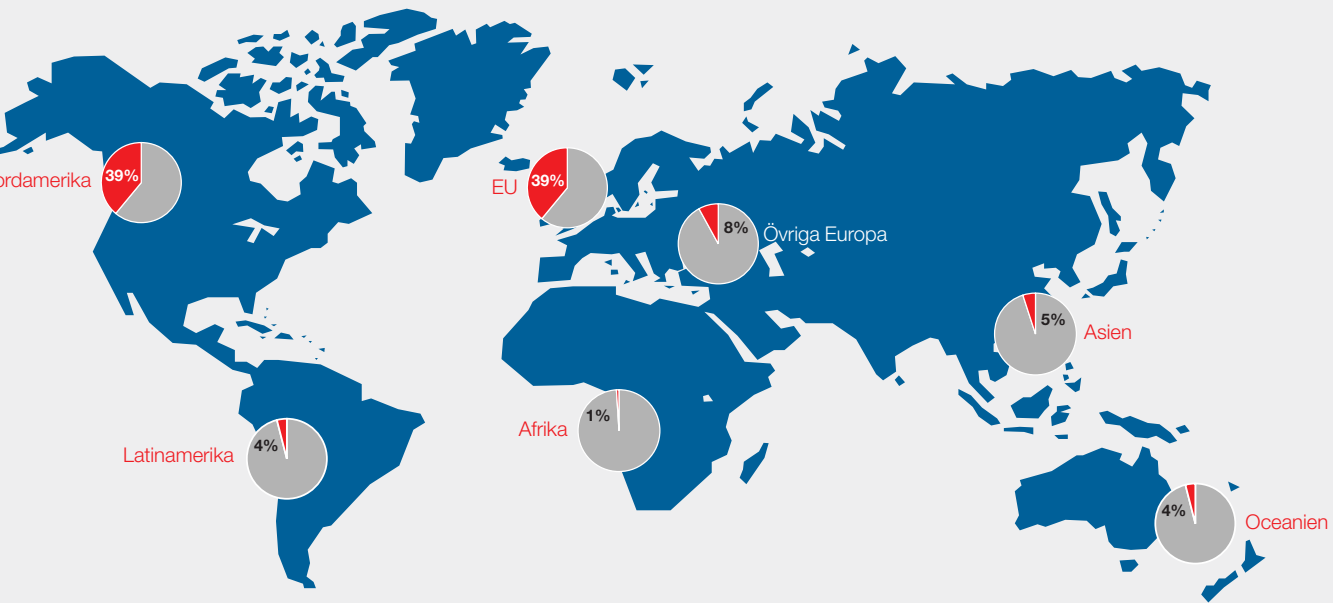 ordamerika
39%
EU
39%
8%
Övriga Europa
5%
Asien
Afrika
1%
Latinamerika
4%
4%
Oceanien